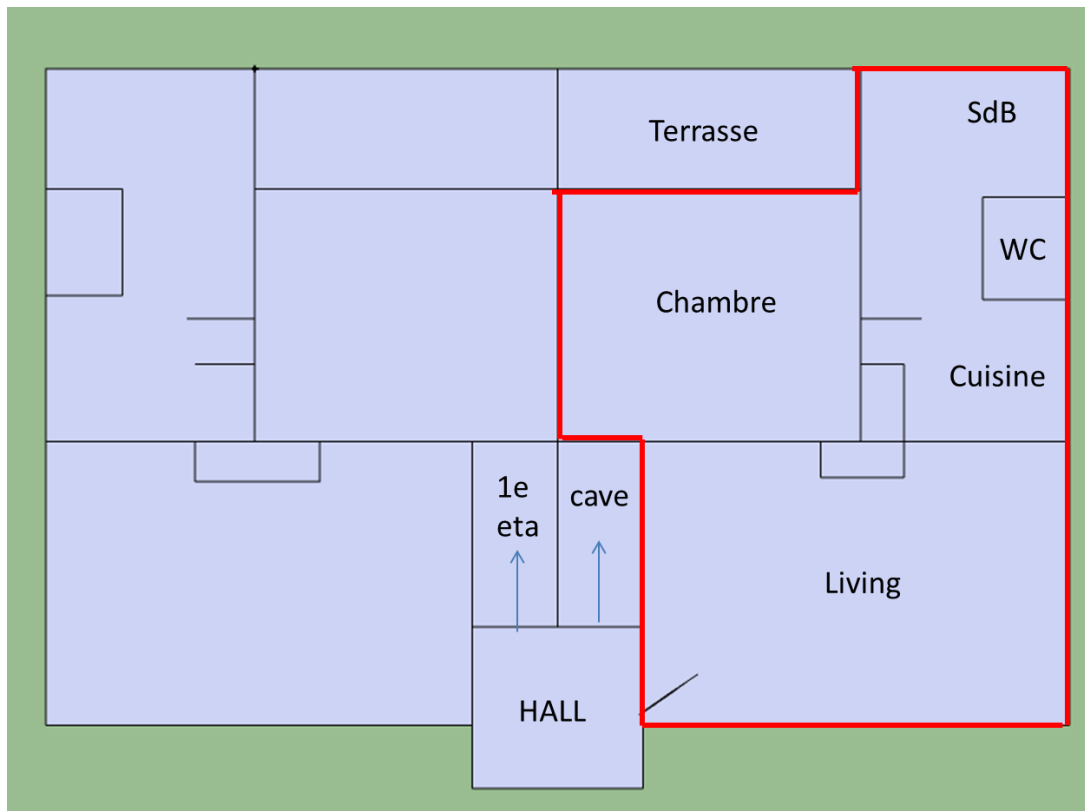 SdB
Terrasse
WC
Chambre
Cuisine
1e
eta
cave
Living
HALL